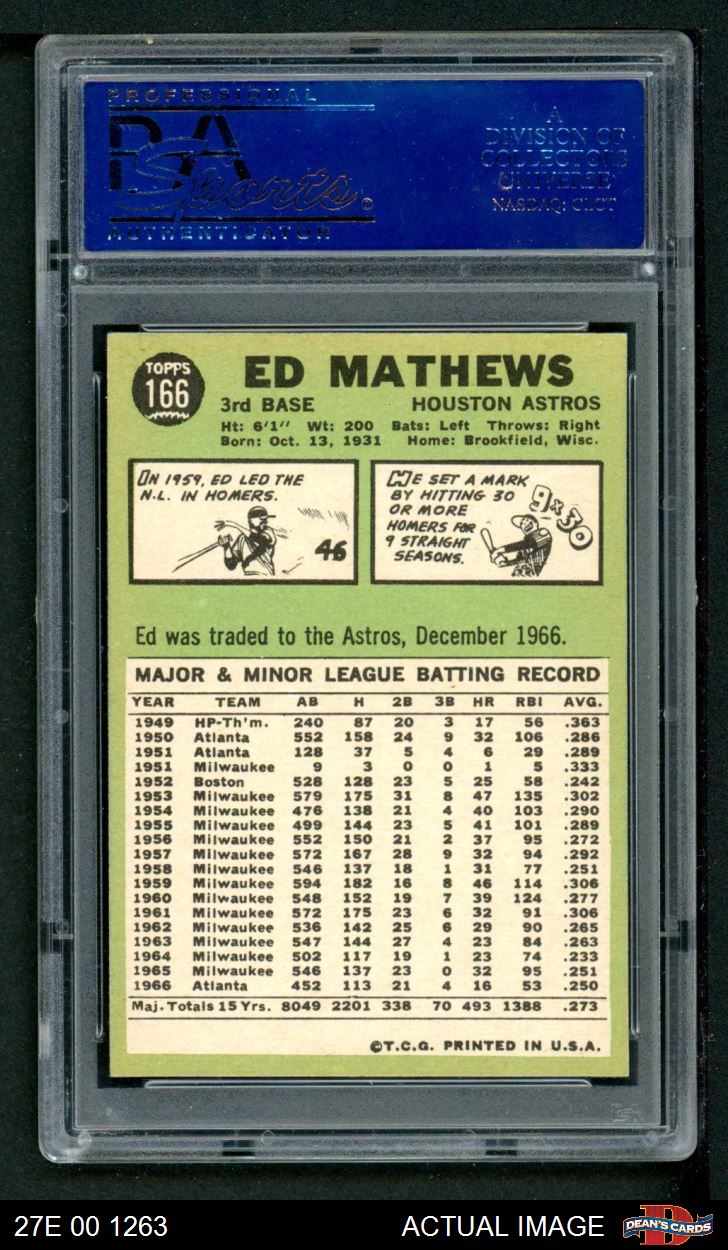 PROFESSIONAL
PSA
Sports®
AUTHENTICATOR
A
DIVISION OF
COLLECTORS
UNIVERSE
NASDAQ: CLCT
TOPPS
166
ED MATHEWS
3rd BASE HOUSTON ASTROS
Ht: 6'1" Wt: 200 Bats: Left Throws: Right
Born: Oct. 13, 1931 Home: Brookfield, Wisc.
IN 1959, ED LED THE
N.L. IN HOMERS.
46
HE SET A MARK
BY HITTING 30
OR MORE
HOMERS FOR
9 STRAIGHT
SEASONS.
9x30
Ed was traded to the Astros, December 1966.
MAJOR & MINOR LEAGUE BATTING RECORD
YEAR TEAM AB H 2B 3B HR RBI AVG.
1949 HP-Th'm. 240 87 20 3 17 56 .363
1950 Atlanta 552 158 24 9 32 106 .286
1951 Atlanta 128 37 5 4 6 29 .289
1951 Milwaukee 9 3 0 0 1 5 .333
1952 Boston 528 128 23 5 25 58 .242
1953 Milwaukee 579 175 31 8 47 135 .302
1954 Milwaukee 476 138 21 4 40 103 .290
1955 Milwaukee 499 144 23 5 41 101 .289
1956 Milwaukee 552 150 21 2 37 95 .272
1957 Milwaukee 572 167 28 9 32 94 .292
1958 Milwaukee 546 137 18 1 31 77 .251
1959 Milwaukee 594 182 16 8 46 114 .306
1960 Milwaukee 548 152 19 7 39 124 .277
1961 Milwaukee 572 175 23 6 32 91 .306
1962 Milwaukee 536 142 25 6 29 90 .265
1963 Milwaukee 547 144 27 4 23 84 .263
1964 Milwaukee 502 117 19 1 23 74 .233
1965 Milwaukee 546 137 23 0 32 95 .251
1966 Atlanta 452 113 21 4 16 53 .250
Maj. Totals 15 Yrs. 8049 2201 338 70 493 1388 .273
©T.C.G. PRINTED IN U.S.A.
27E 00 1263 ACTUAL IMAGE
D
DEAN'S CARDS